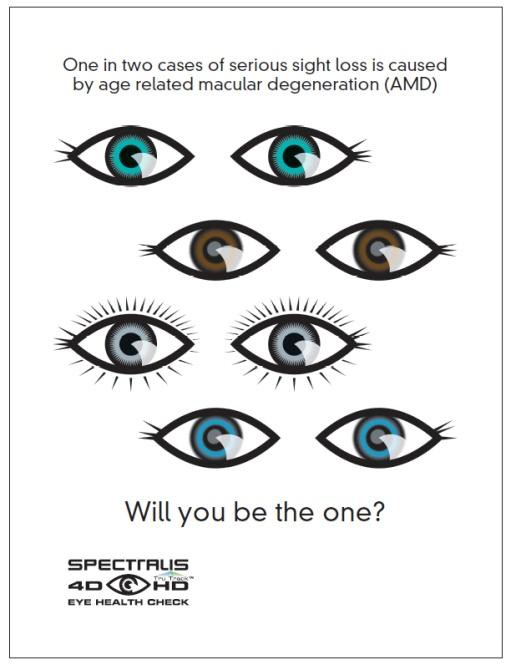 One in two cases of serious sight loss is caused
by age related macular degeneration (AMD)
Will you be the one?
SPECTRALIS
Tru Track™
4D HD
EYE HEALTH CHECK